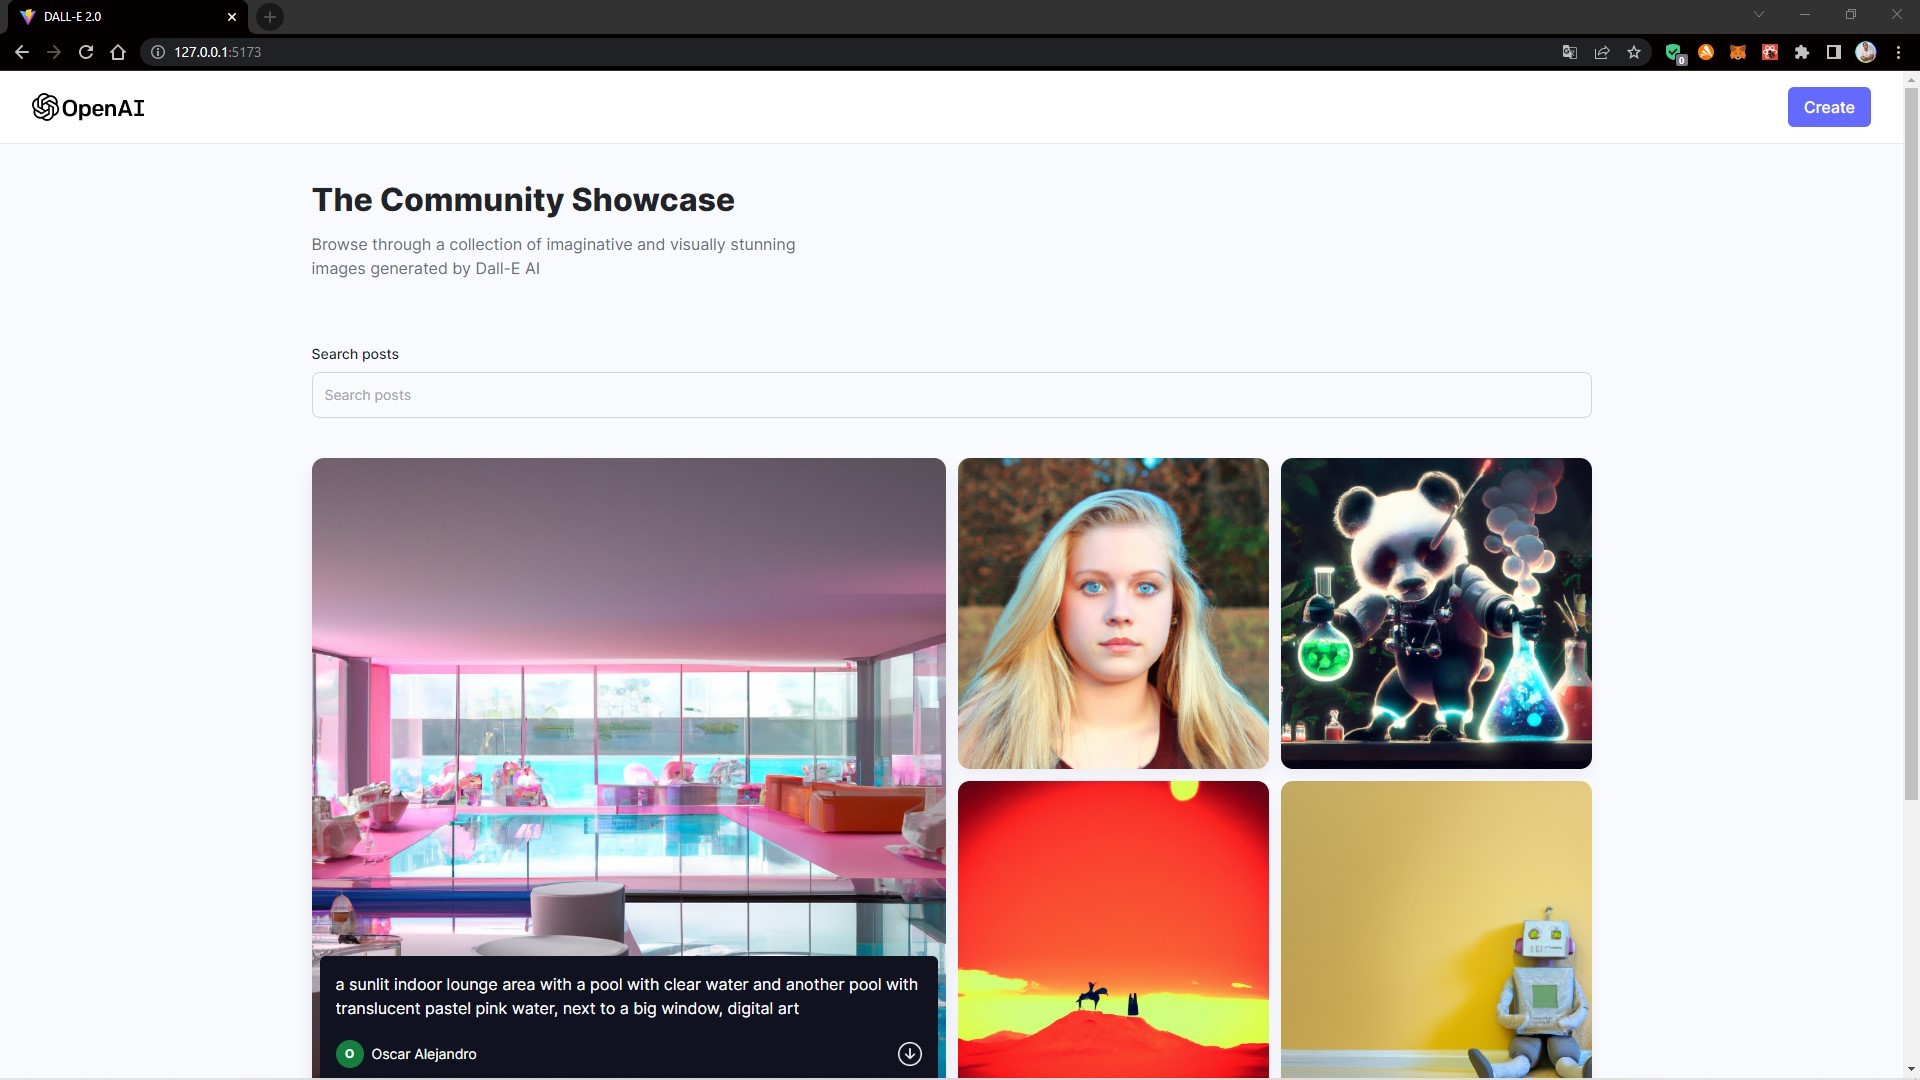 DALL-E 2.0
127.0.0.1:5173
0
OpenAI
Create
The Community Showcase
Browse through a collection of imaginative and visually stunning
images generated by Dall-E AI
Search posts
Search posts
a sunlit indoor lounge area with a pool with clear water and another pool with
translucent pastel pink water, next to a big window, digital art
O
Oscar Alejandro